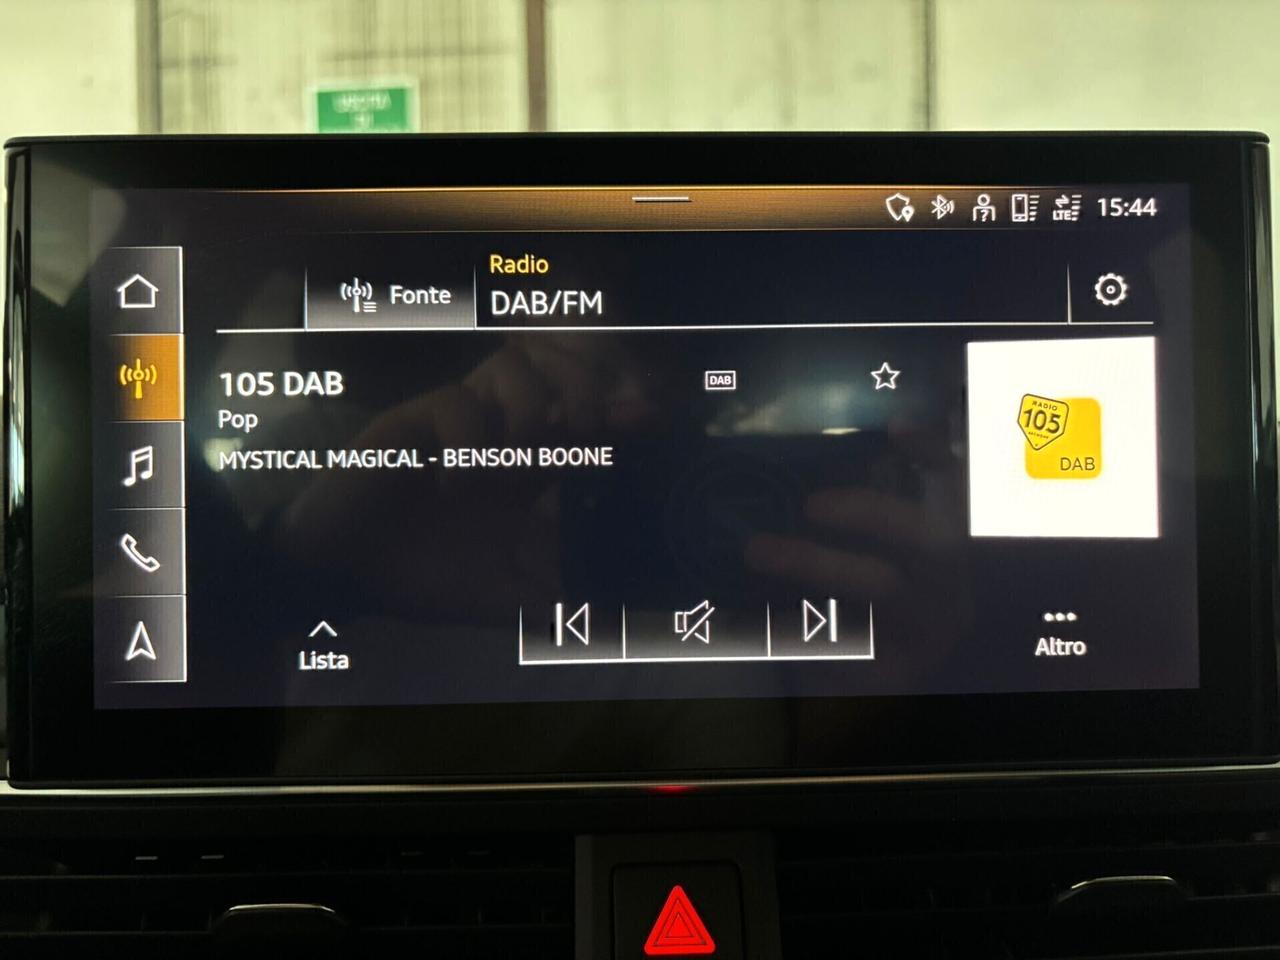 LTE
15:44
Fonte
Radio
DAB/FM
105 DAB
DAB
Pop
MYSTICAL MAGICAL - BENSON BOONE
RADIO
105
DAB
Lista
Altro